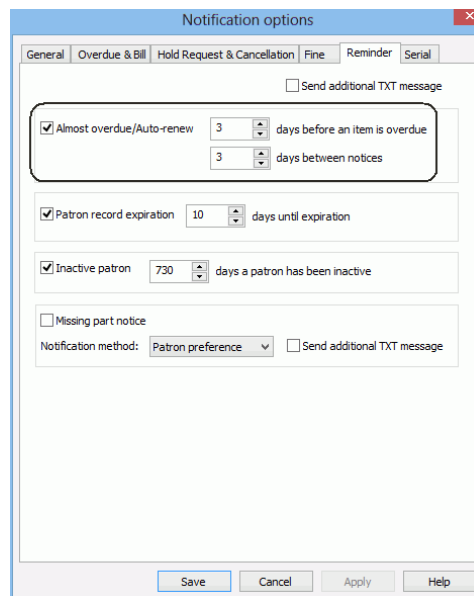 Notification options
General Overdue & Bill Hold Request & Cancellation Fine Reminder Serial
Send additional TXT message
Almost overdue/Auto-renew 3 days before an item is overdue
3 days between notices
Patron record expiration 10 days until expiration
Inactive patron 730 days a patron has been inactive
Missing part notice
Notification method: Patron preference Send additional TXT message
Save Cancel Apply Help